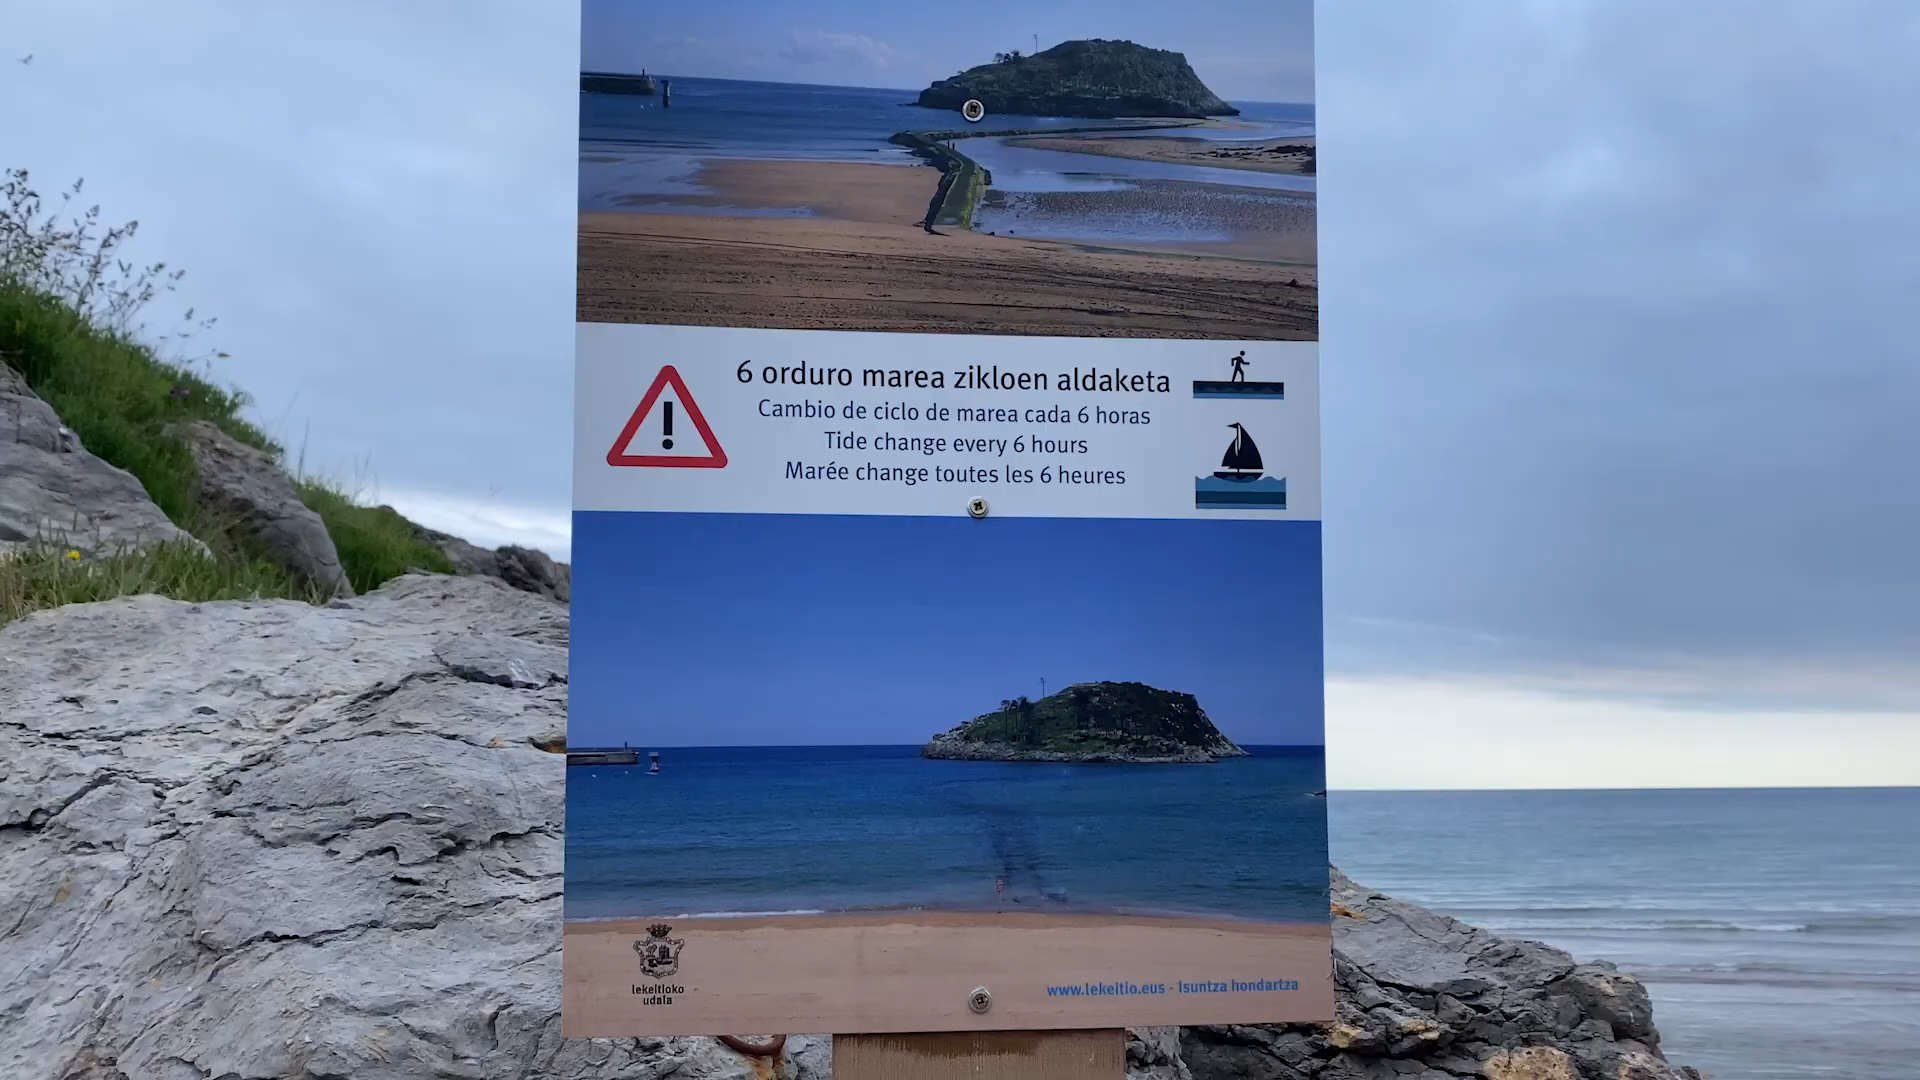 6 orduro marea zikloen aldaketa
Cambio de ciclo de marea cada 6 horas
Tide change every 6 hours
Marée change toutes les 6 heures
lekeitioko
udala
www.lekeitio.eus - Isuntza hondartza